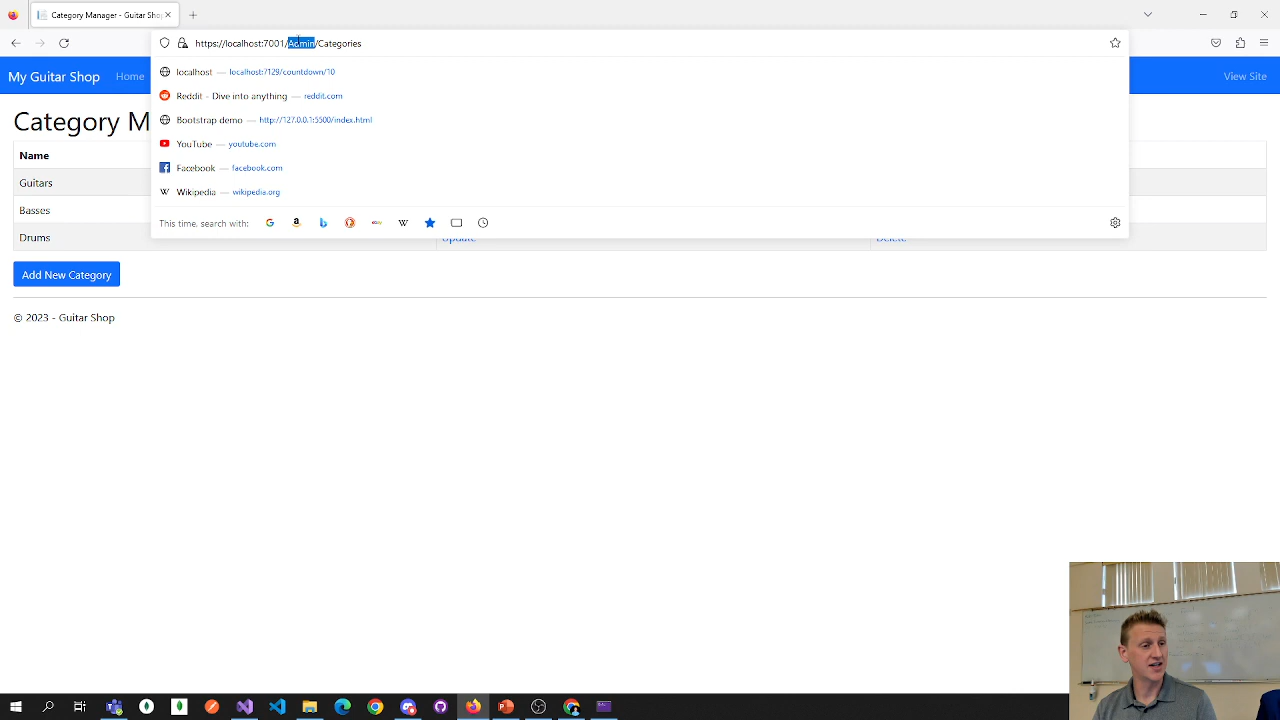 Category Manager - Guitar Sho
https://localhost:7001/Admin/Categories
My Guitar Shop
Home
View Site
localhost — localhost:7129/countdown/10
Reddit - Dive into anything — reddit.com
Bootstrap demo — http://127.0.0.1:5500/index.html
YouTube — youtube.com
Facebook — facebook.com
Wikipedia — wikipedia.org
This time, search with:
Category M
Name
Guitars
Basses
Drums
Update
Delete
Add New Category
© 2023 - Guitar Shop